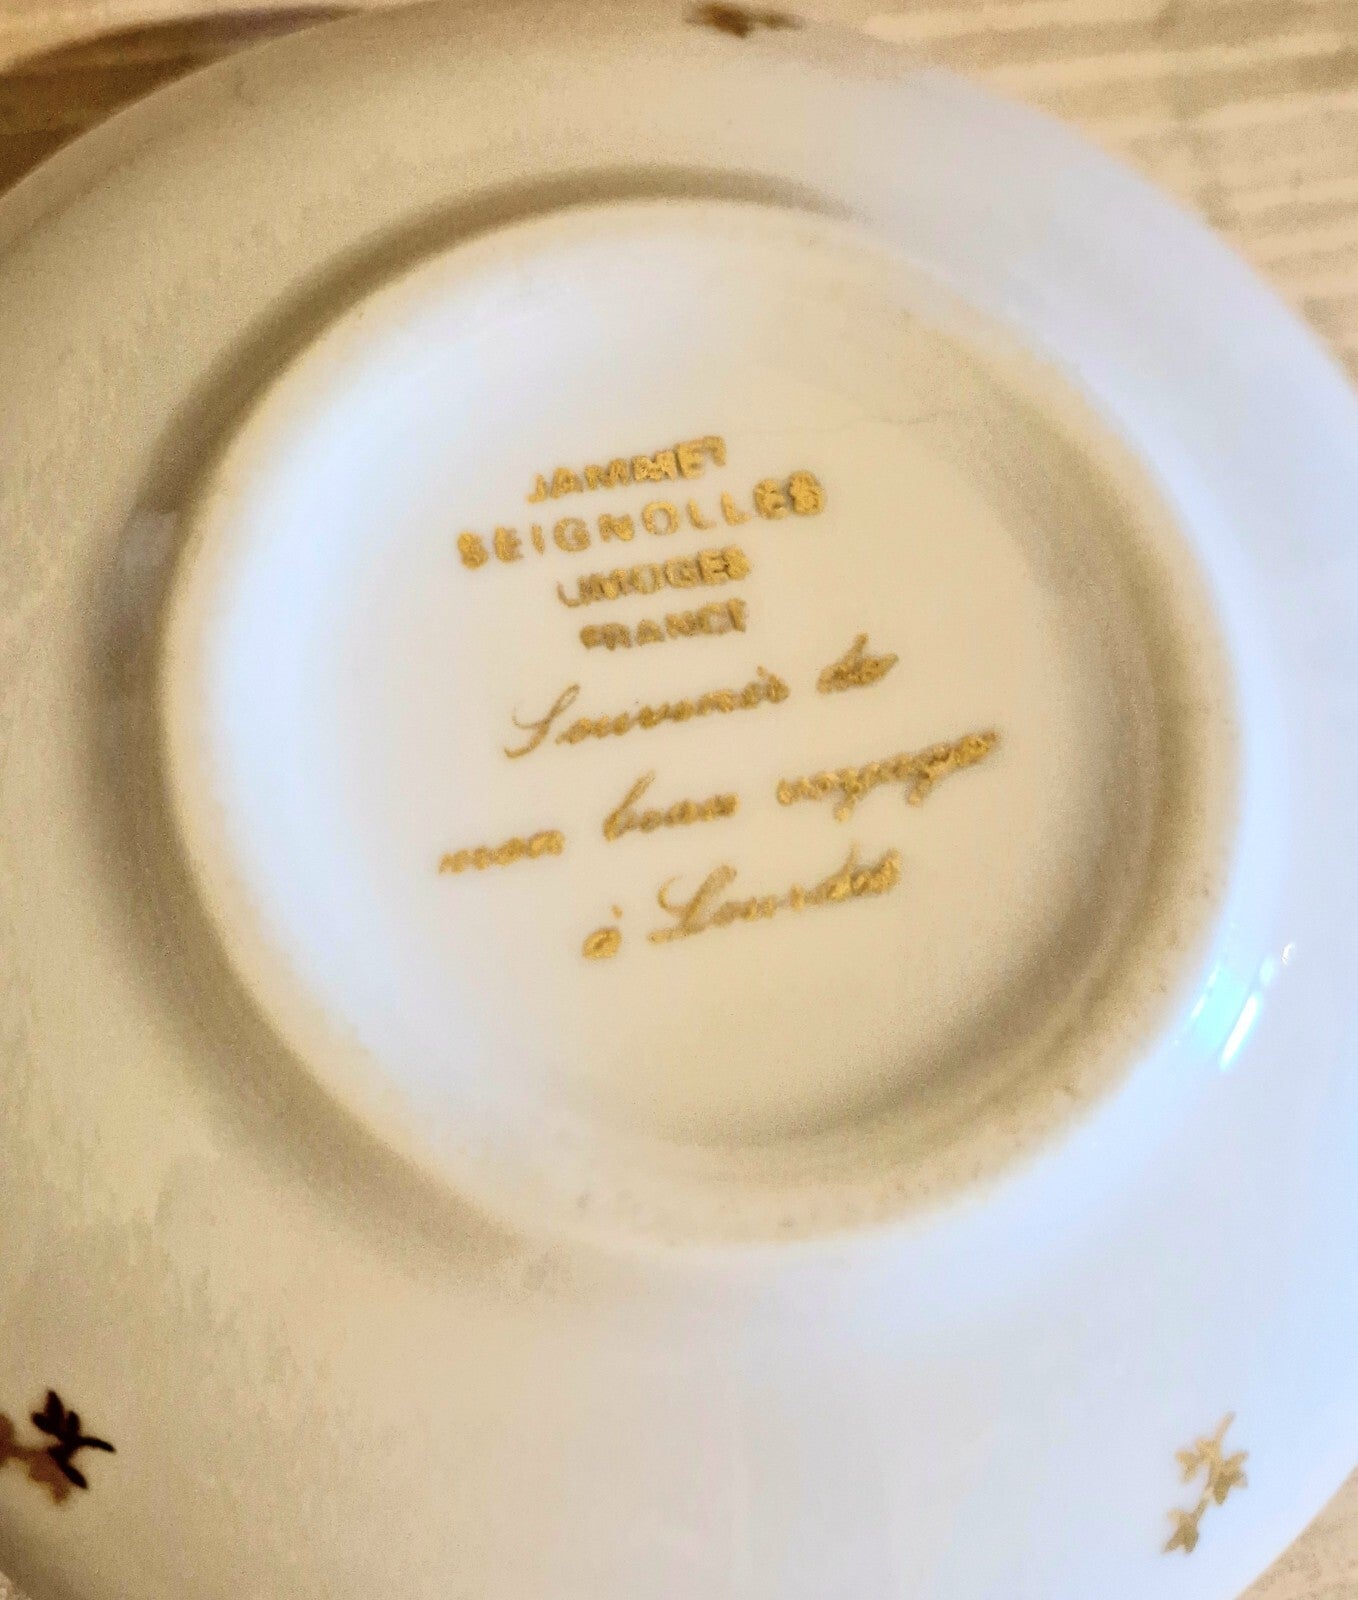 JAMMET
SEIGNOLLES
LIMOGES
FRANCE
Souvenir de
mon beau voyage
à Lourdes